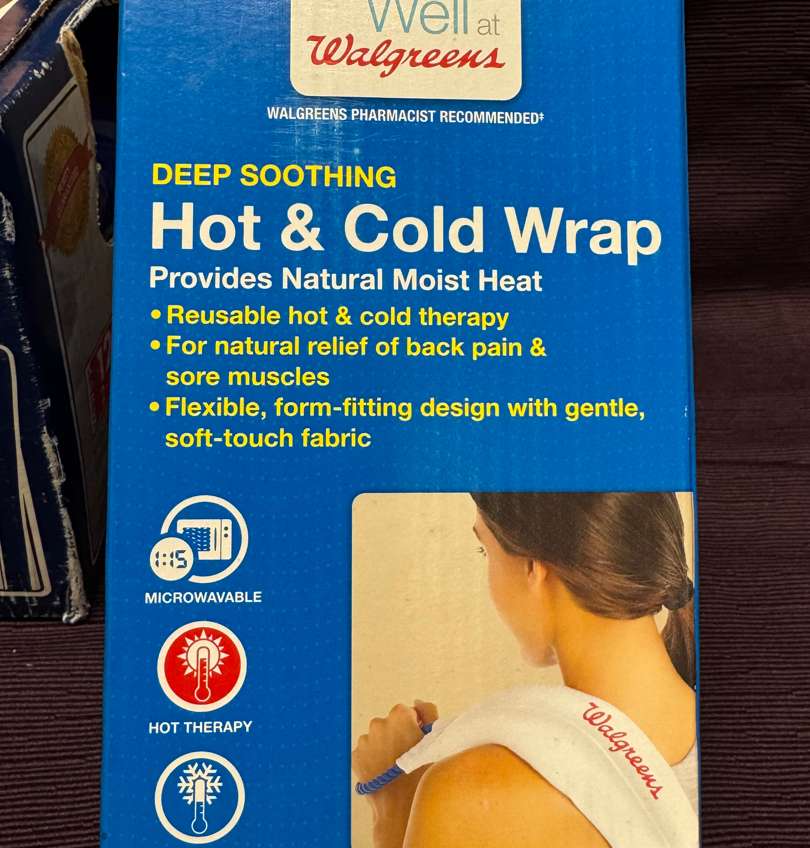 Well at
Walgreens
WALGREENS PHARMACIST RECOMMENDED‡
DEEP SOOTHING
Hot & Cold Wrap
Provides Natural Moist Heat
• Reusable hot & cold therapy
• For natural relief of back pain &
sore muscles
• Flexible, form-fitting design with gentle,
soft-touch fabric
1:15
MICROWAVABLE
HOT THERAPY
Walgreens